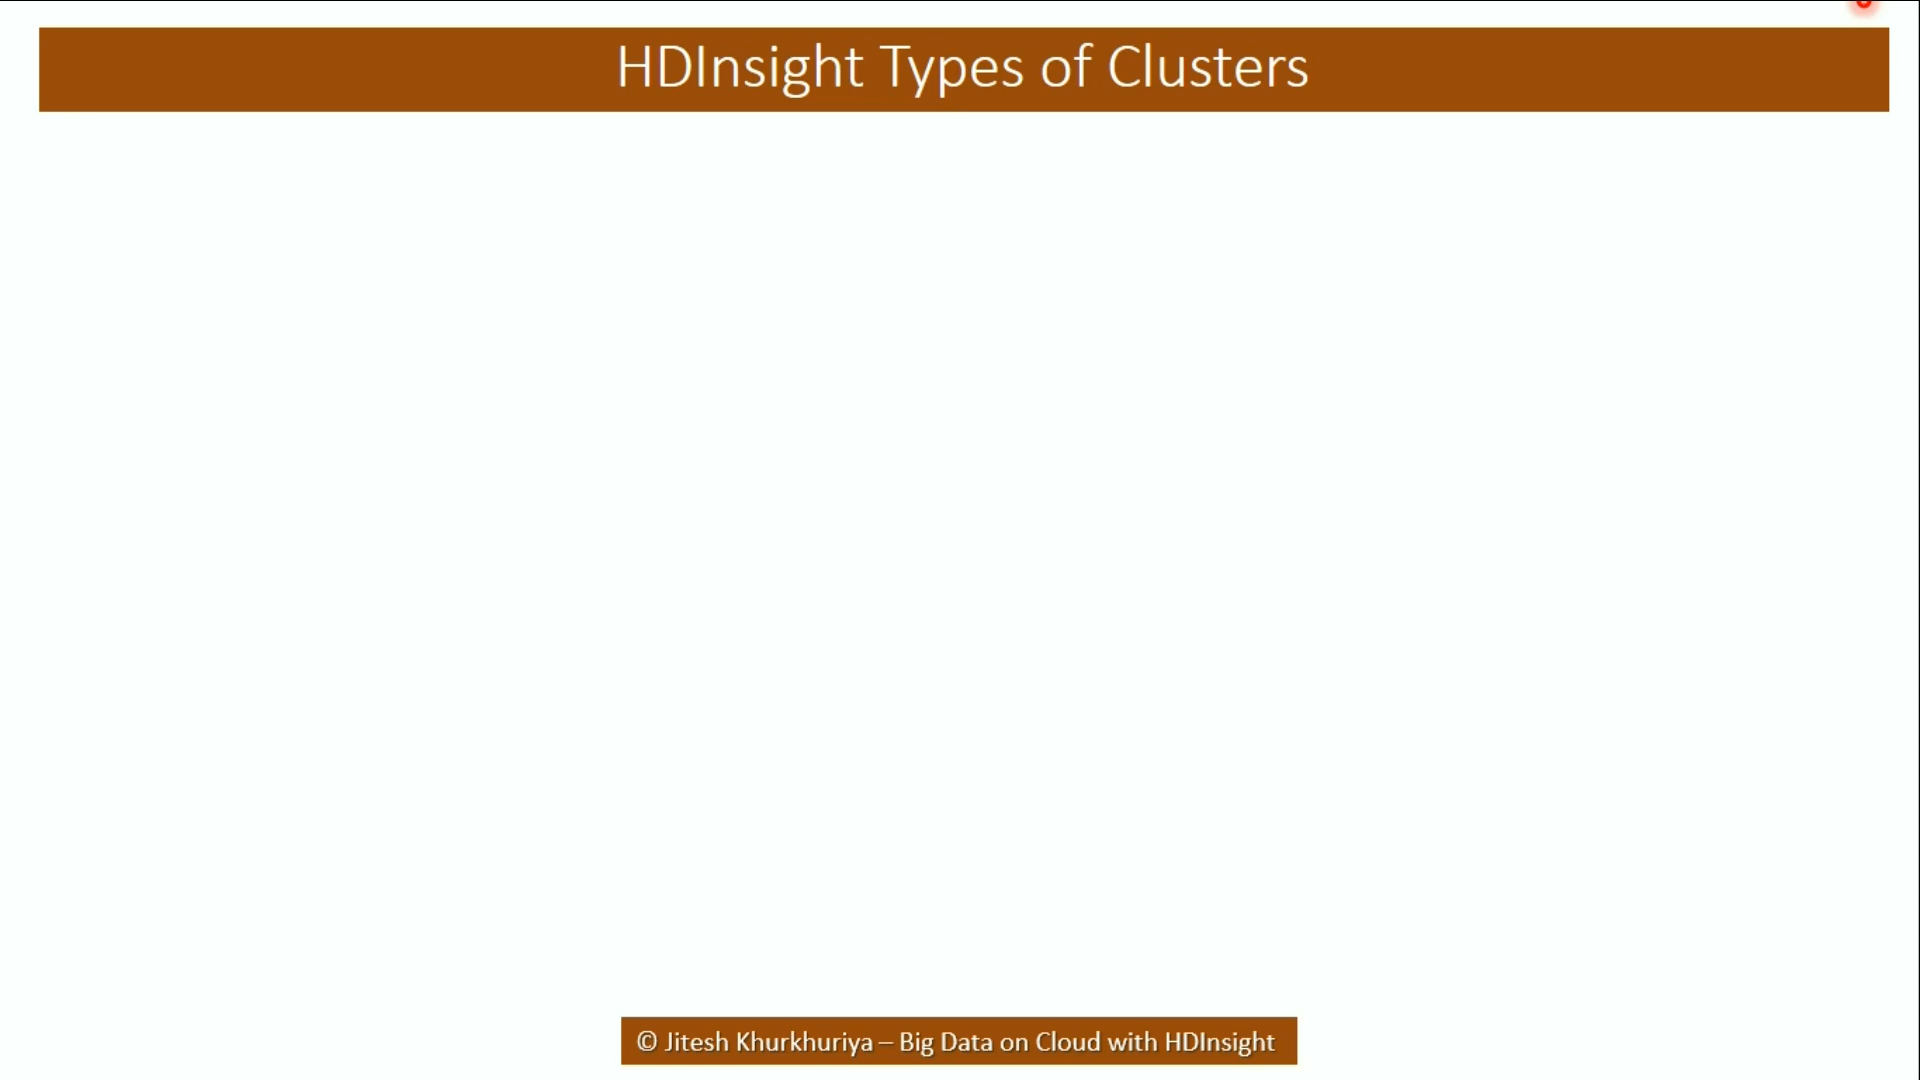 HDInsight Types of Clusters
© Jitesh Khurkhuriya – Big Data on Cloud with HDInsight